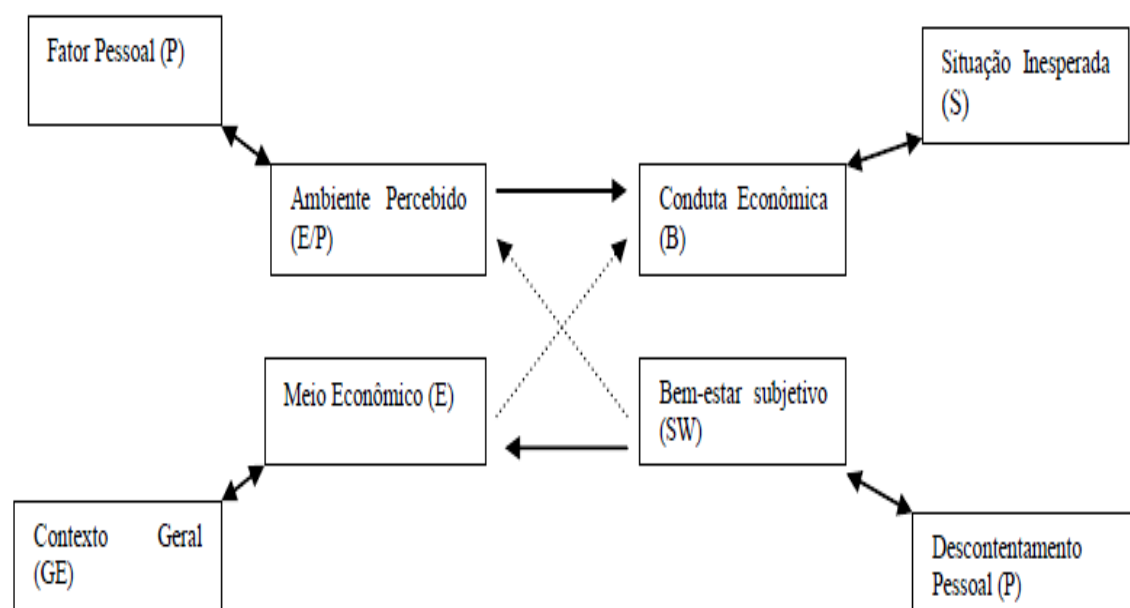 Fator Pessoal (P)
Situação Inesperada
(S)
Ambiente Percebido
(E/P)
Conduta Econômica
(B)
Meio Econômico (E)
Bem-estar subjetivo
(SW)
Contexto Geral
(GE)
Descontentamento
Pessoal (P)